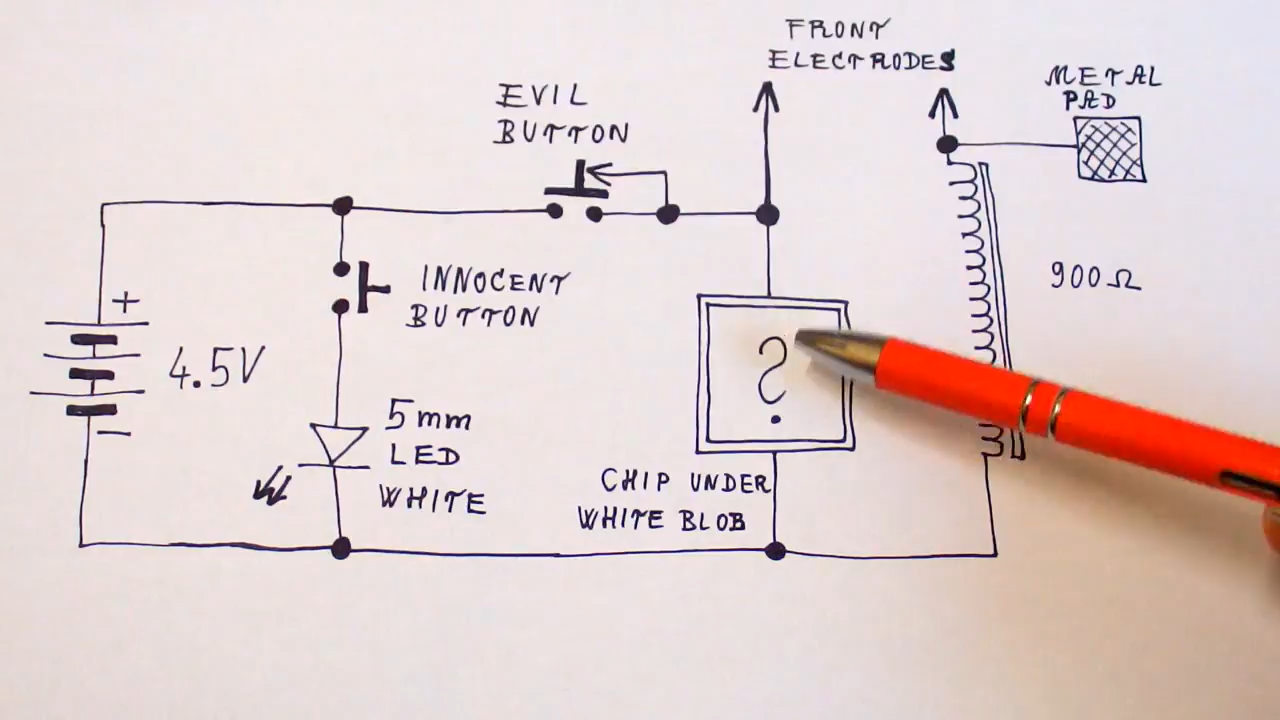 FRONT
ELECTRODES
METAL
PAD
EVIL
BUTTON
+
INNOCENT
BUTTON
900Ω
4.5V
?
−
5mm
LED
WHITE
CHIP UNDER
WHITE BLOB